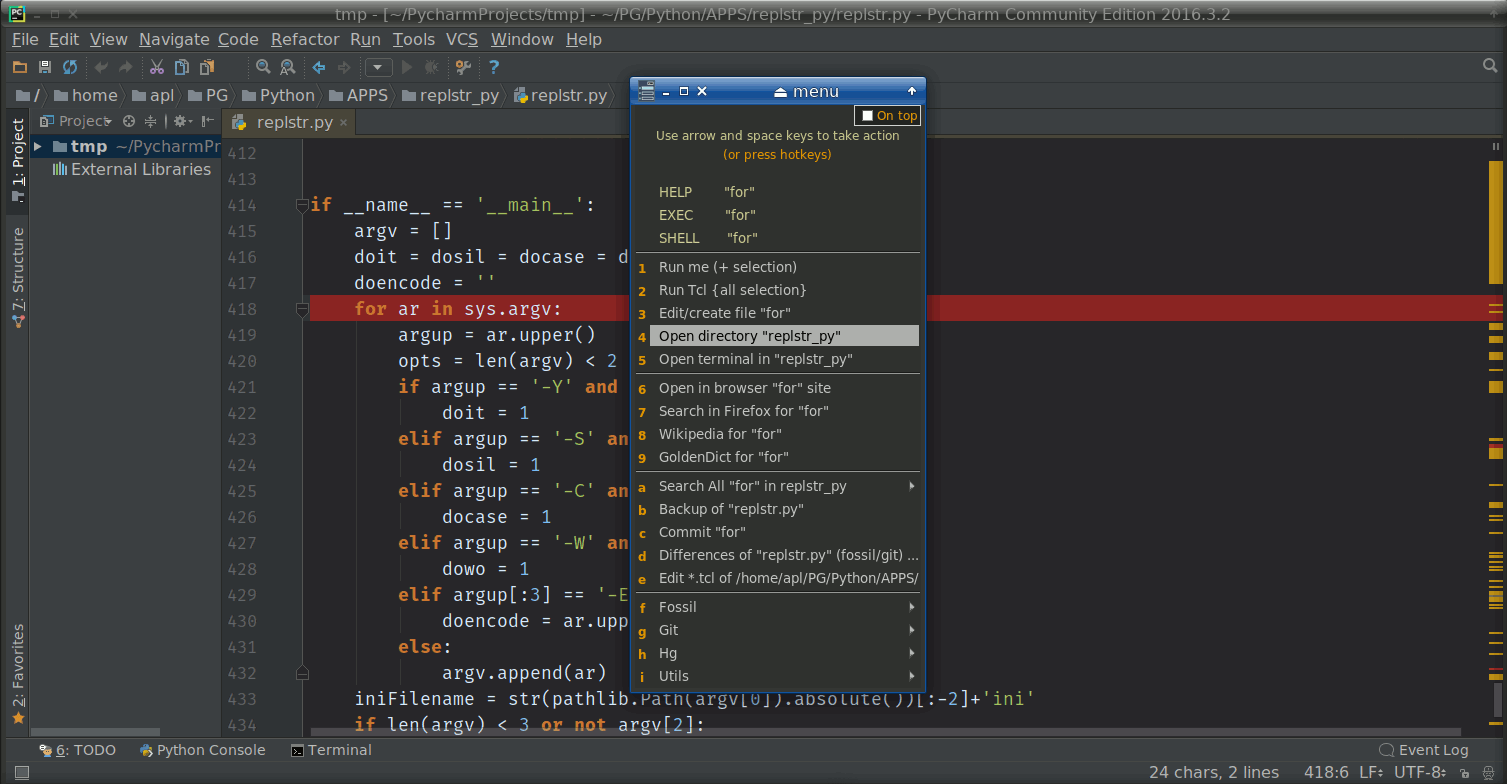 PC
tmp - [~/PycharmProjects/tmp] - ~/PG/Python/APPS/replstr_py/replstr.py - PyCharm Community Edition 2016.3.2
File Edit View Navigate Code Refactor Run Tools VCS Window Help
/ home apl PG Python APPS replstr_py replstr.py
1: Project
7: Structure
2: Favorites
Project
tmp ~/PycharmPr
External Libraries
replstr.py
412
413
414 if __name__ == '__main__':
415 argv = []
416 doit = dosil = docase = d
417 doencode = ''
418 for ar in sys.argv:
419 argup = ar.upper()
420 opts = len(argv) < 2
421 if argup == '-Y' and
422 doit = 1
423 elif argup == '-S' an
424 dosil = 1
425 elif argup == '-C' an
426 docase = 1
427 elif argup == '-W' an
428 dowo = 1
429 elif argup[:3] == '-E
430 doencode = ar.upp
431 else:
432 argv.append(ar)
433 iniFilename = str(pathlib.Path(argv[0]).absolute())[:-2]+'ini'
434 if len(argv) < 3 or not argv[2]:
menu
On top
Use arrow and space keys to take action
(or press hotkeys)
HELP "for"
EXEC "for"
SHELL "for"
1 Run me (+ selection)
2 Run Tcl {all selection}
3 Edit/create file "for"
4 Open directory "replstr_py"
5 Open terminal in "replstr_py"
6 Open in browser "for" site
7 Search in Firefox for "for"
8 Wikipedia for "for"
9 GoldenDict for "for"
a Search All "for" in replstr_py
b Backup of "replstr.py"
c Commit "for"
d Differences of "replstr.py" (fossil/git) ...
e Edit *.tcl of /home/apl/PG/Python/APPS/
f Fossil
g Git
h Hg
i Utils
6: TODO Python Console Terminal Event Log
24 chars, 2 lines 418:6 LF UTF-8